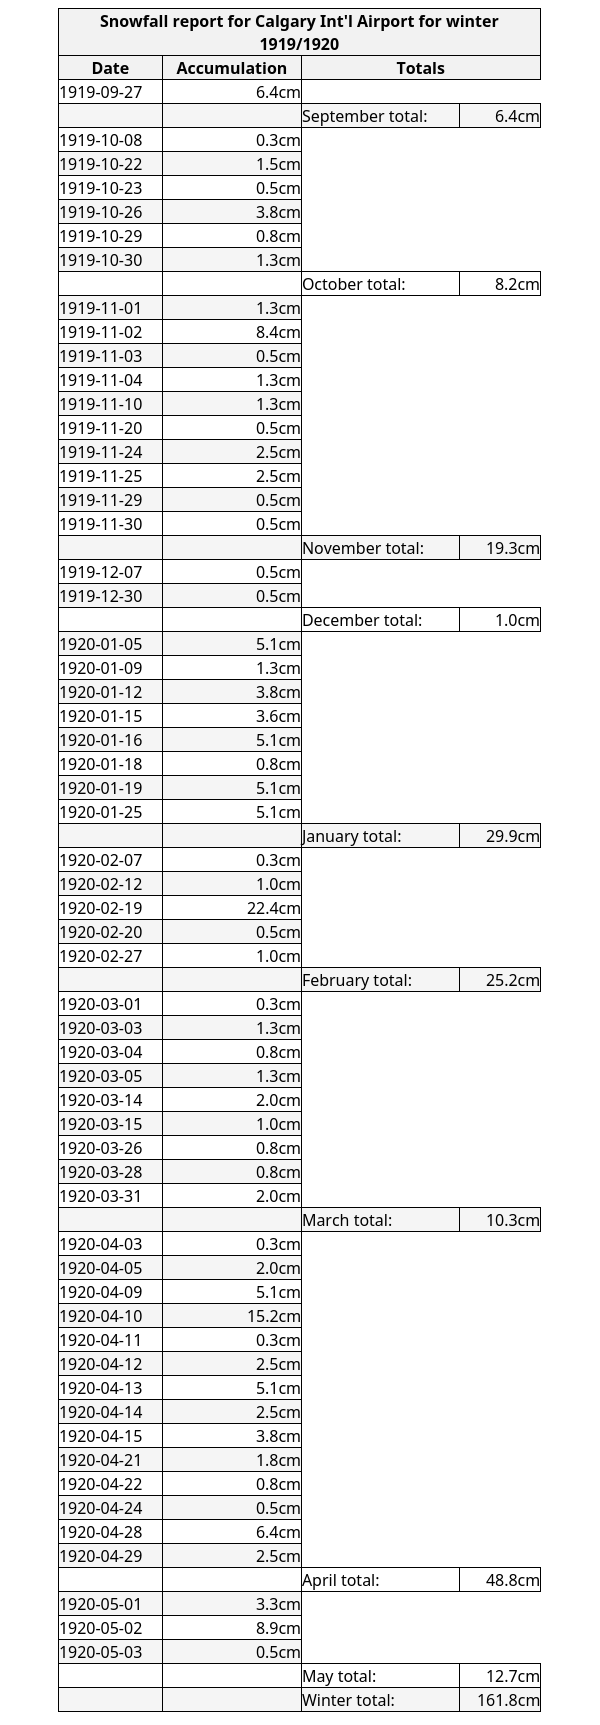 Snowfall report for Calgary Int'l Airport for winter
1919/1920
Date Accumulation Totals
1919-09-27 6.4cm
September total: 6.4cm
1919-10-08 0.3cm
1919-10-22 1.5cm
1919-10-23 0.5cm
1919-10-26 3.8cm
1919-10-29 0.8cm
1919-10-30 1.3cm
October total: 8.2cm
1919-11-01 1.3cm
1919-11-02 8.4cm
1919-11-03 0.5cm
1919-11-04 1.3cm
1919-11-10 1.3cm
1919-11-20 0.5cm
1919-11-24 2.5cm
1919-11-25 2.5cm
1919-11-29 0.5cm
1919-11-30 0.5cm
November total: 19.3cm
1919-12-07 0.5cm
1919-12-30 0.5cm
December total: 1.0cm
1920-01-05 5.1cm
1920-01-09 1.3cm
1920-01-12 3.8cm
1920-01-15 3.6cm
1920-01-16 5.1cm
1920-01-18 0.8cm
1920-01-19 5.1cm
1920-01-25 5.1cm
January total: 29.9cm
1920-02-07 0.3cm
1920-02-12 1.0cm
1920-02-19 22.4cm
1920-02-20 0.5cm
1920-02-27 1.0cm
February total: 25.2cm
1920-03-01 0.3cm
1920-03-03 1.3cm
1920-03-04 0.8cm
1920-03-05 1.3cm
1920-03-14 2.0cm
1920-03-15 1.0cm
1920-03-26 0.8cm
1920-03-28 0.8cm
1920-03-31 2.0cm
March total: 10.3cm
1920-04-03 0.3cm
1920-04-05 2.0cm
1920-04-09 5.1cm
1920-04-10 15.2cm
1920-04-11 0.3cm
1920-04-12 2.5cm
1920-04-13 5.1cm
1920-04-14 2.5cm
1920-04-15 3.8cm
1920-04-21 1.8cm
1920-04-22 0.8cm
1920-04-24 0.5cm
1920-04-28 6.4cm
1920-04-29 2.5cm
April total: 48.8cm
1920-05-01 3.3cm
1920-05-02 8.9cm
1920-05-03 0.5cm
May total: 12.7cm
Winter total: 161.8cm